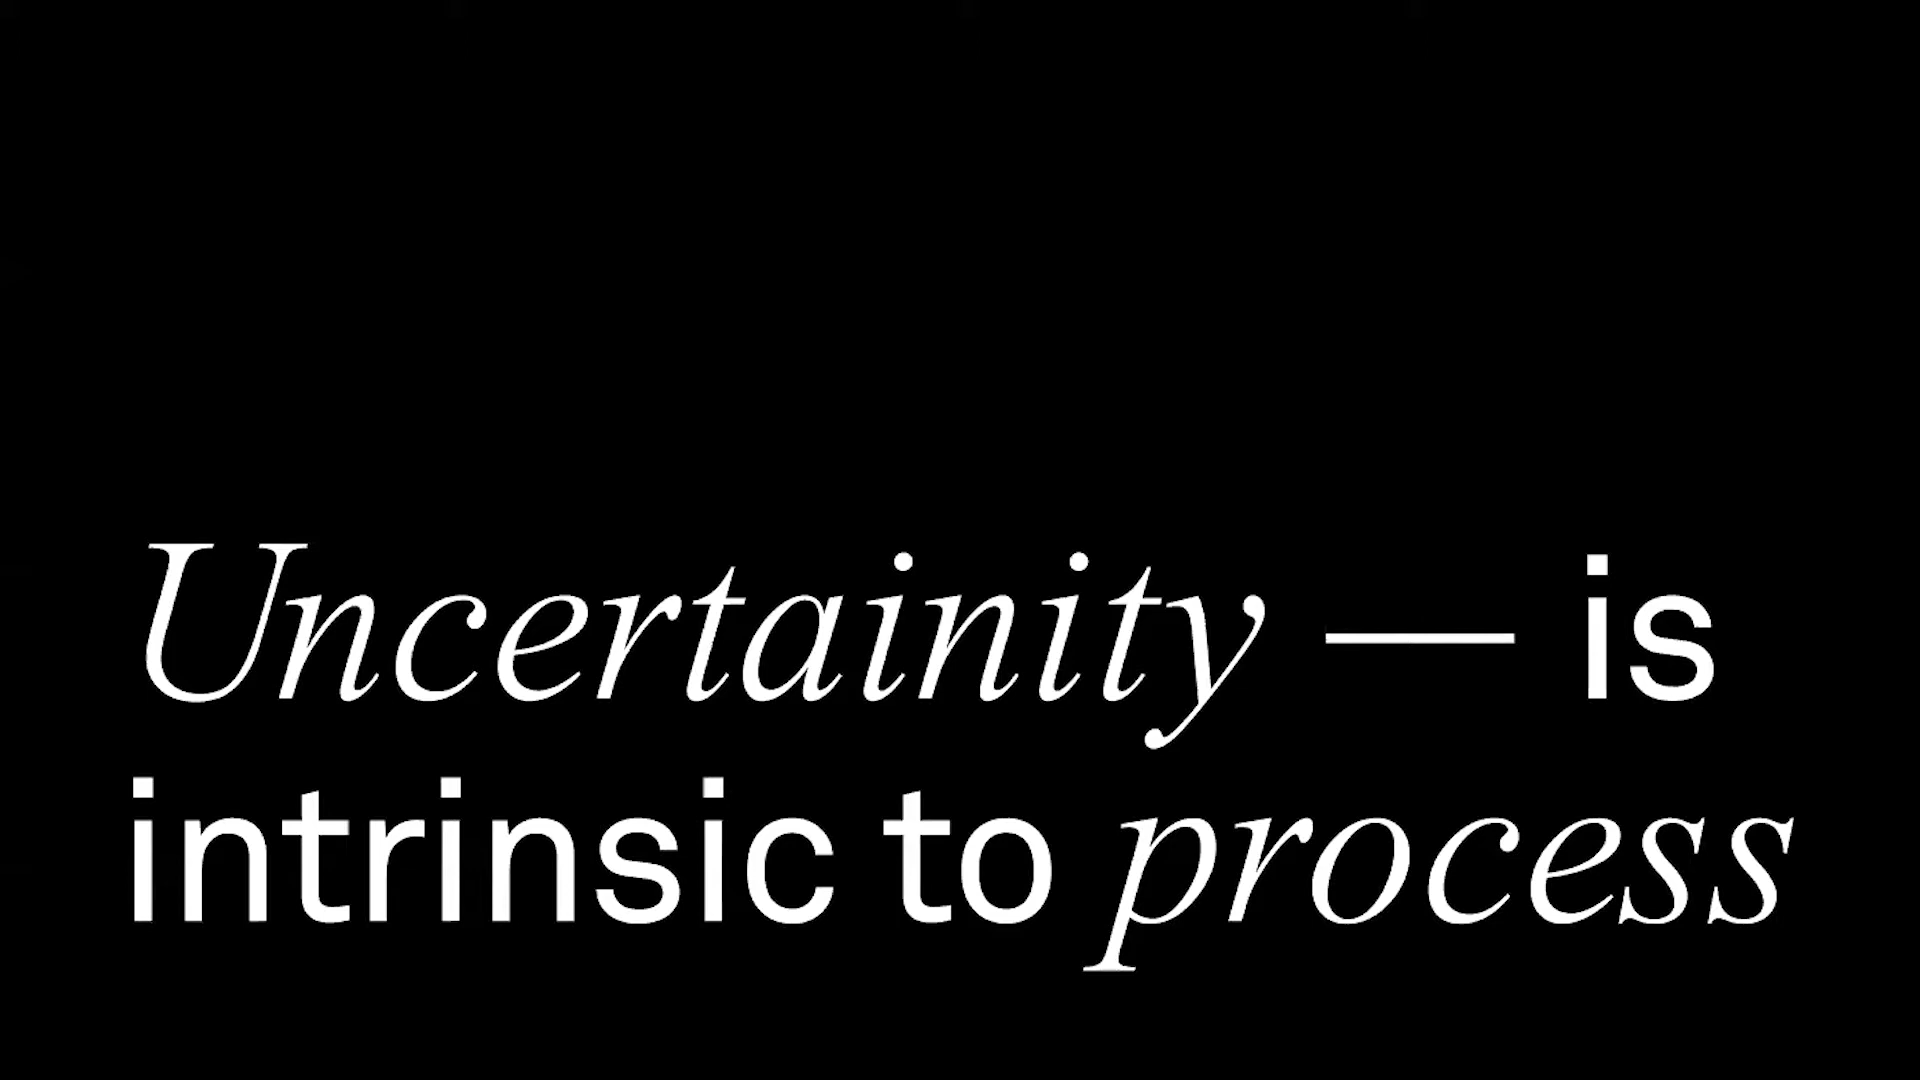 Uncertainity — is
intrinsic to process